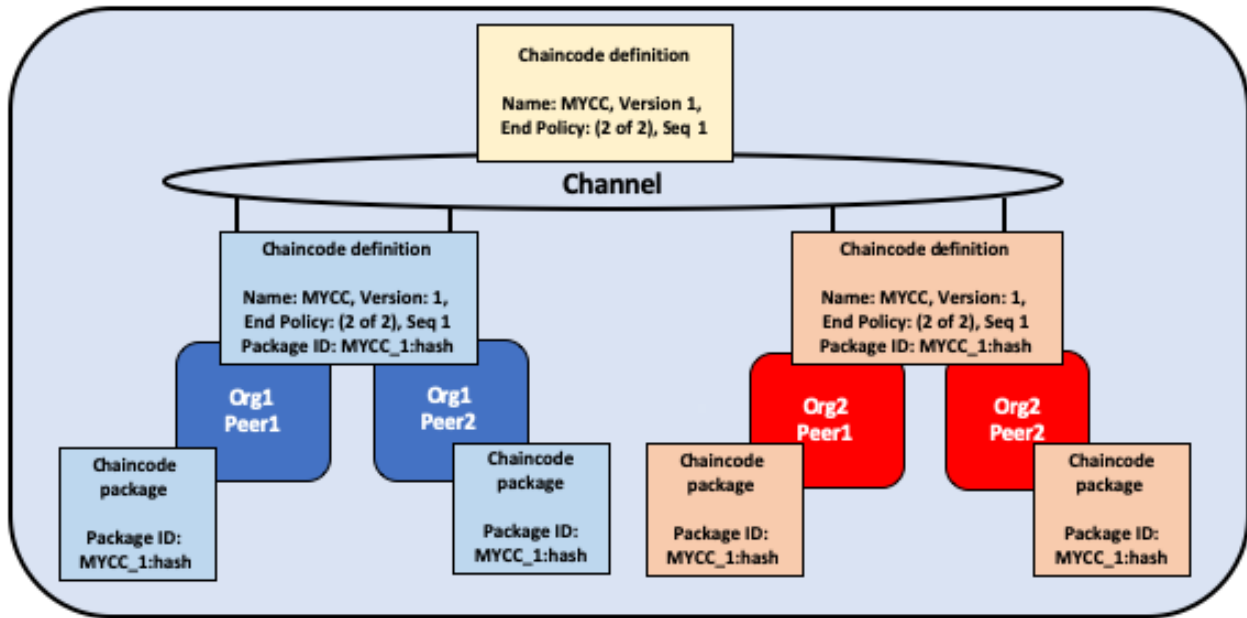 Chaincode definition
Name: MYCC, Version 1,
End Policy: (2 of 2), Seq 1
Channel
Chaincode definition
Name: MYCC, Version: 1,
End Policy: (2 of 2), Seq 1
Package ID: MYCC_1:hash
Chaincode definition
Name: MYCC, Version: 1,
End Policy: (2 of 2), Seq 1
Package ID: MYCC_1:hash
Org1
Peer1
Org1
Peer2
Org2
Peer1
Org2
Peer2
Chaincode
package
Package ID:
MYCC_1:hash
Chaincode
package
Package ID:
MYCC_1:hash
Chaincode
package
Package ID:
MYCC_1:hash
Chaincode
package
Package ID:
MYCC_1:hash